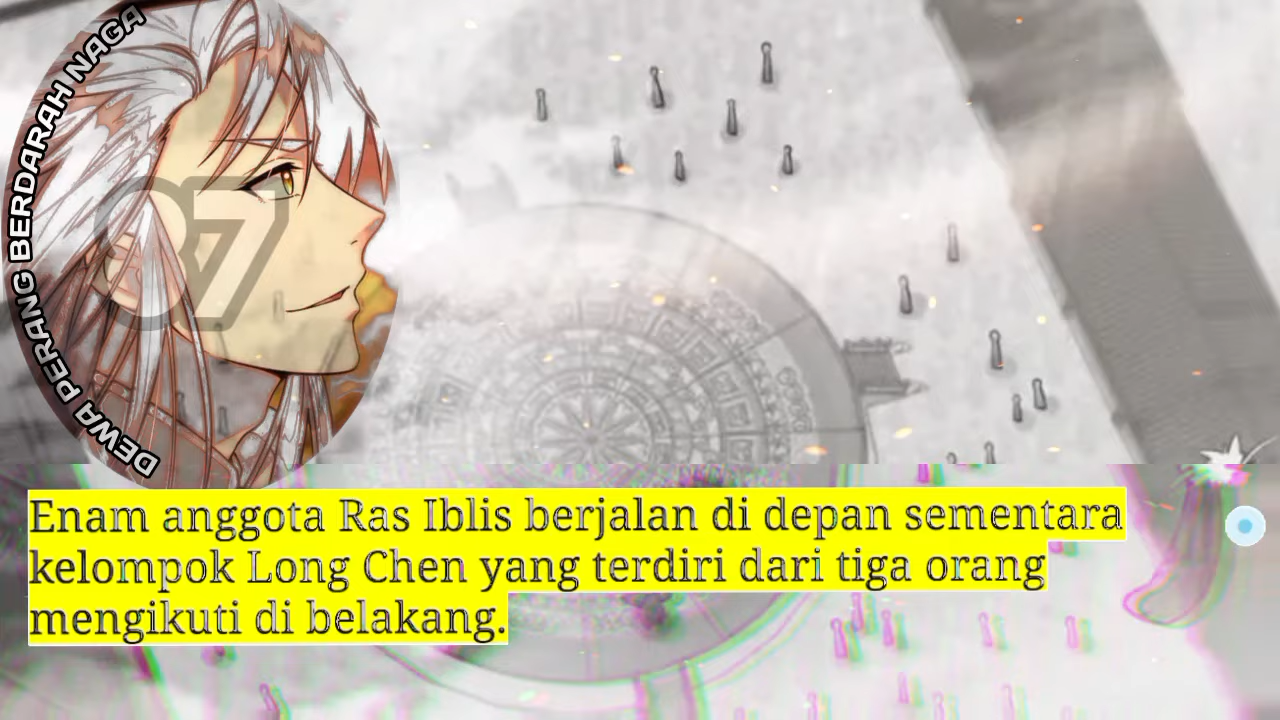 DEWA PERANG BERDARAH NAGA
87
Enam anggota Ras Iblis berjalan di depan sementara
kelompok Long Chen yang terdiri dari tiga orang
mengikuti di belakang.